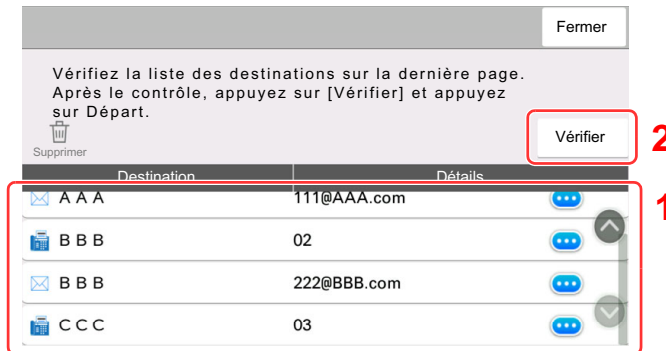 Fermer
Vérifiez la liste des destinations sur la dernière page.
Après le contrôle, appuyez sur [Vérifier] et appuyez
sur Départ.
Supprimer
Vérifier
2
Destination Détails
1
A A A 111@AAA.com
B B B 02
B B B 222@BBB.com
C C C 03